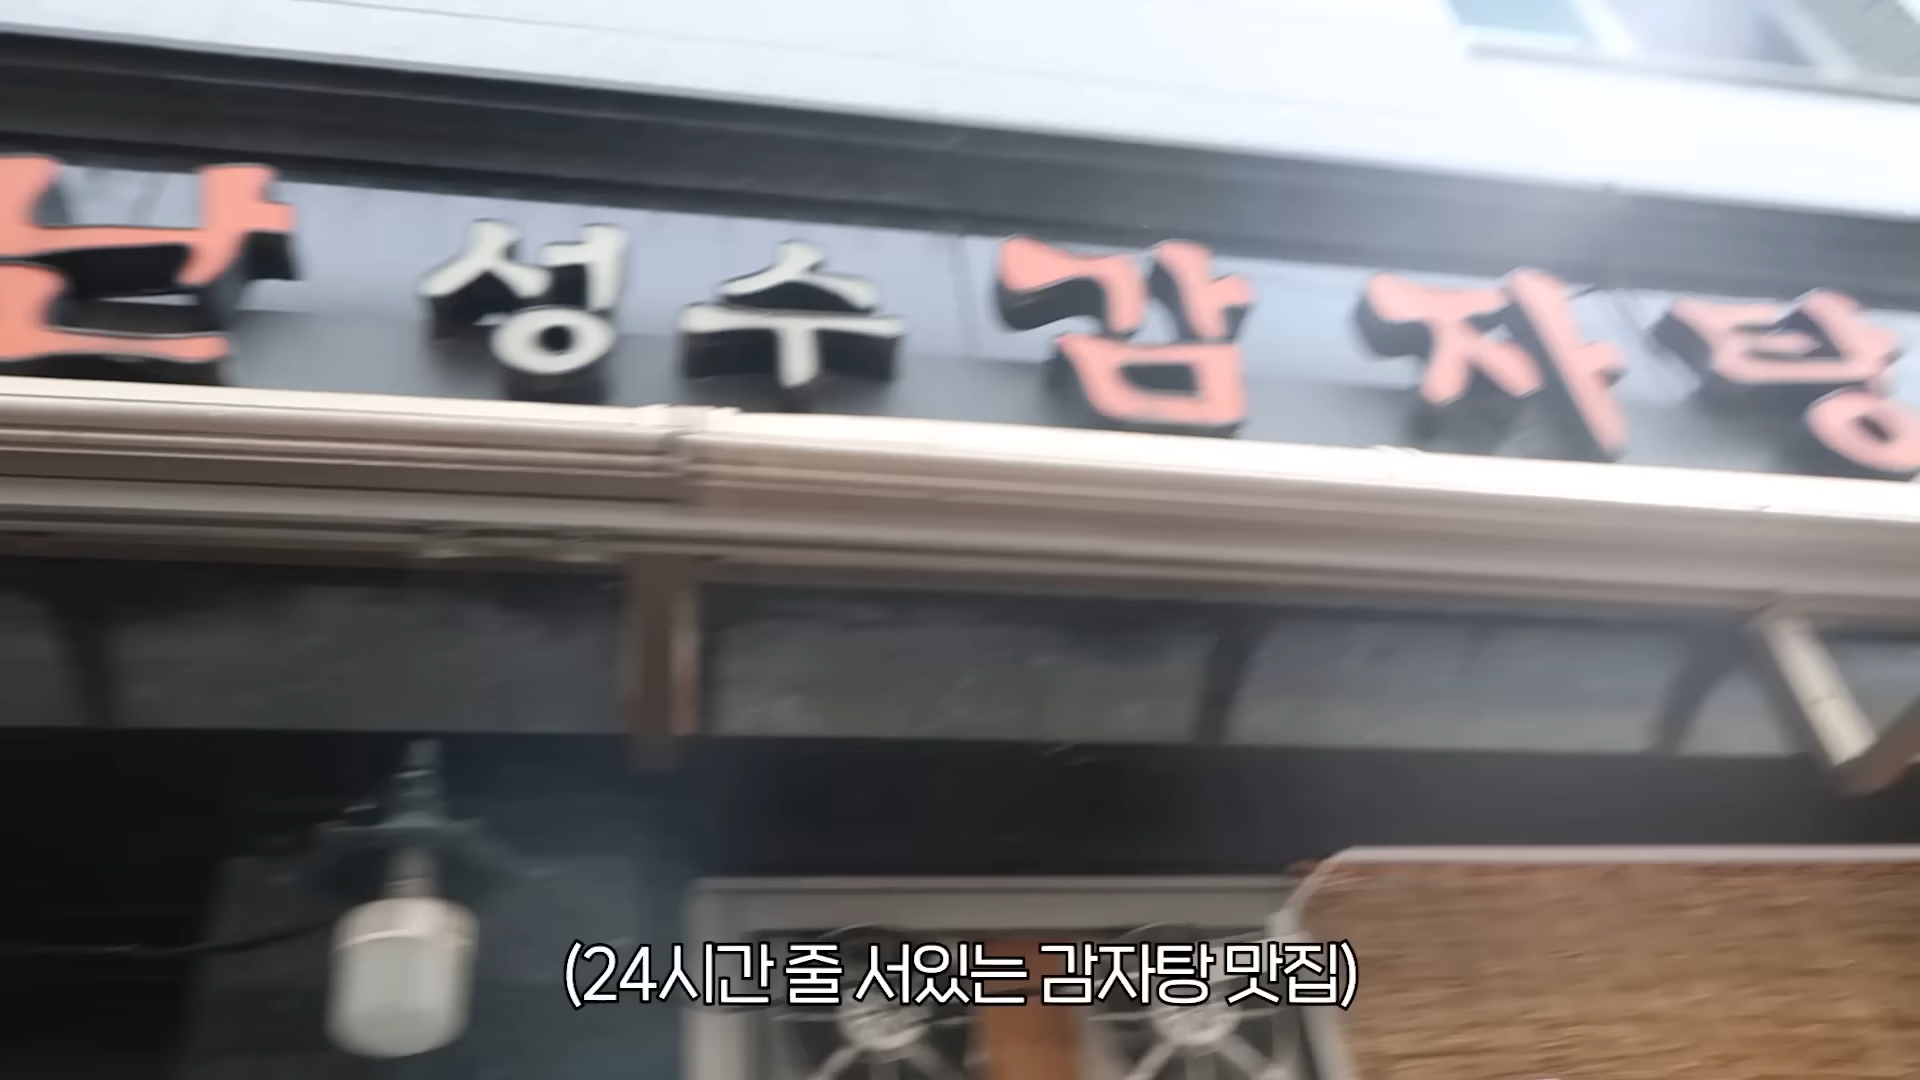 성수 감자탕
(24시간 줄 서있는 감자탕 맛집)